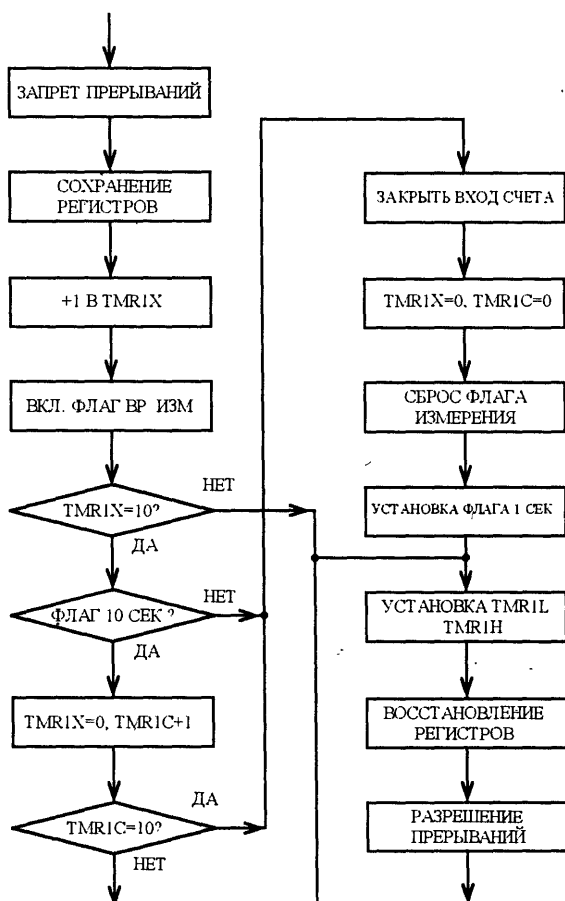 ЗАПРЕТ ПРЕРЫВАНИЙ
СОХРАНЕНИЕ
РЕГИСТРОВ
+1 В TMR1X
ВКЛ. ФЛАГ ВР ИЗМ
TMR1X=10?
НЕТ
ДА
ФЛАГ 10 СЕК ?
НЕТ
ДА
TMR1X=0, TMR1C+1
TMR1C=10?
ДА
НЕТ
ЗАКРЫТЬ ВХОД СЧЕТА
TMR1X=0, TMR1C=0
СБРОС ФЛАГА
ИЗМЕРЕНИЯ
УСТАНОВКА ФЛАГА 1 СЕК
УСТАНОВКА TMR1L
TMR1H
ВОССТАНОВЛЕНИЕ
РЕГИСТРОВ
РАЗРЕШЕНИЕ
ПРЕРЫВАНИЙ